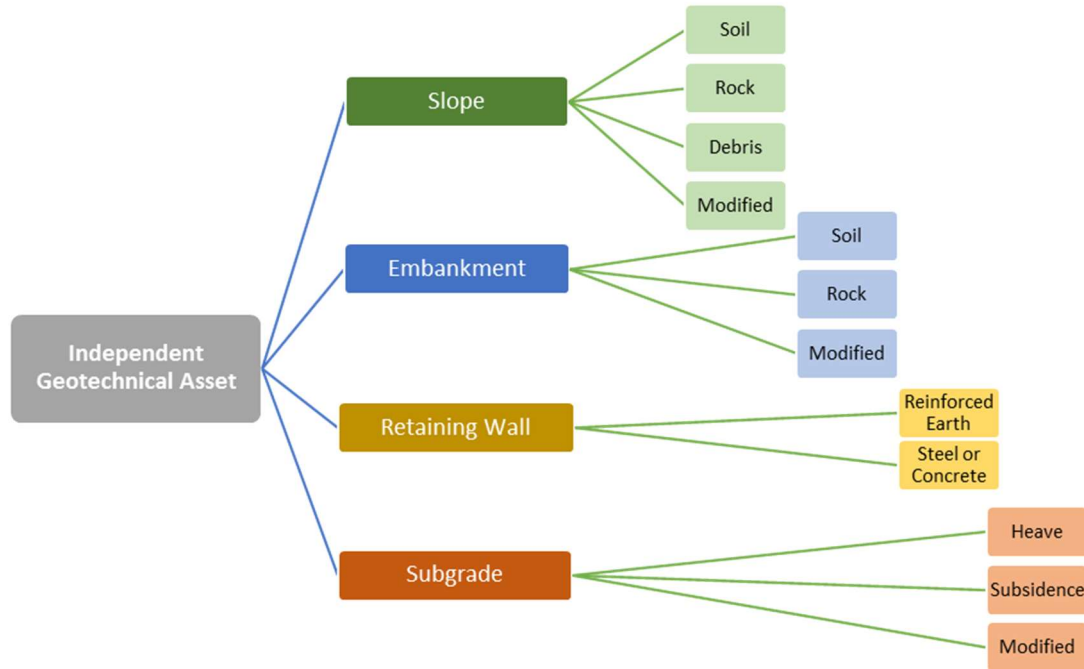 Independent
Geotechnical Asset
Slope
Soil
Rock
Debris
Modified
Embankment
Soil
Rock
Modified
Retaining Wall
Reinforced
Earth
Steel or
Concrete
Subgrade
Heave
Subsidence
Modified